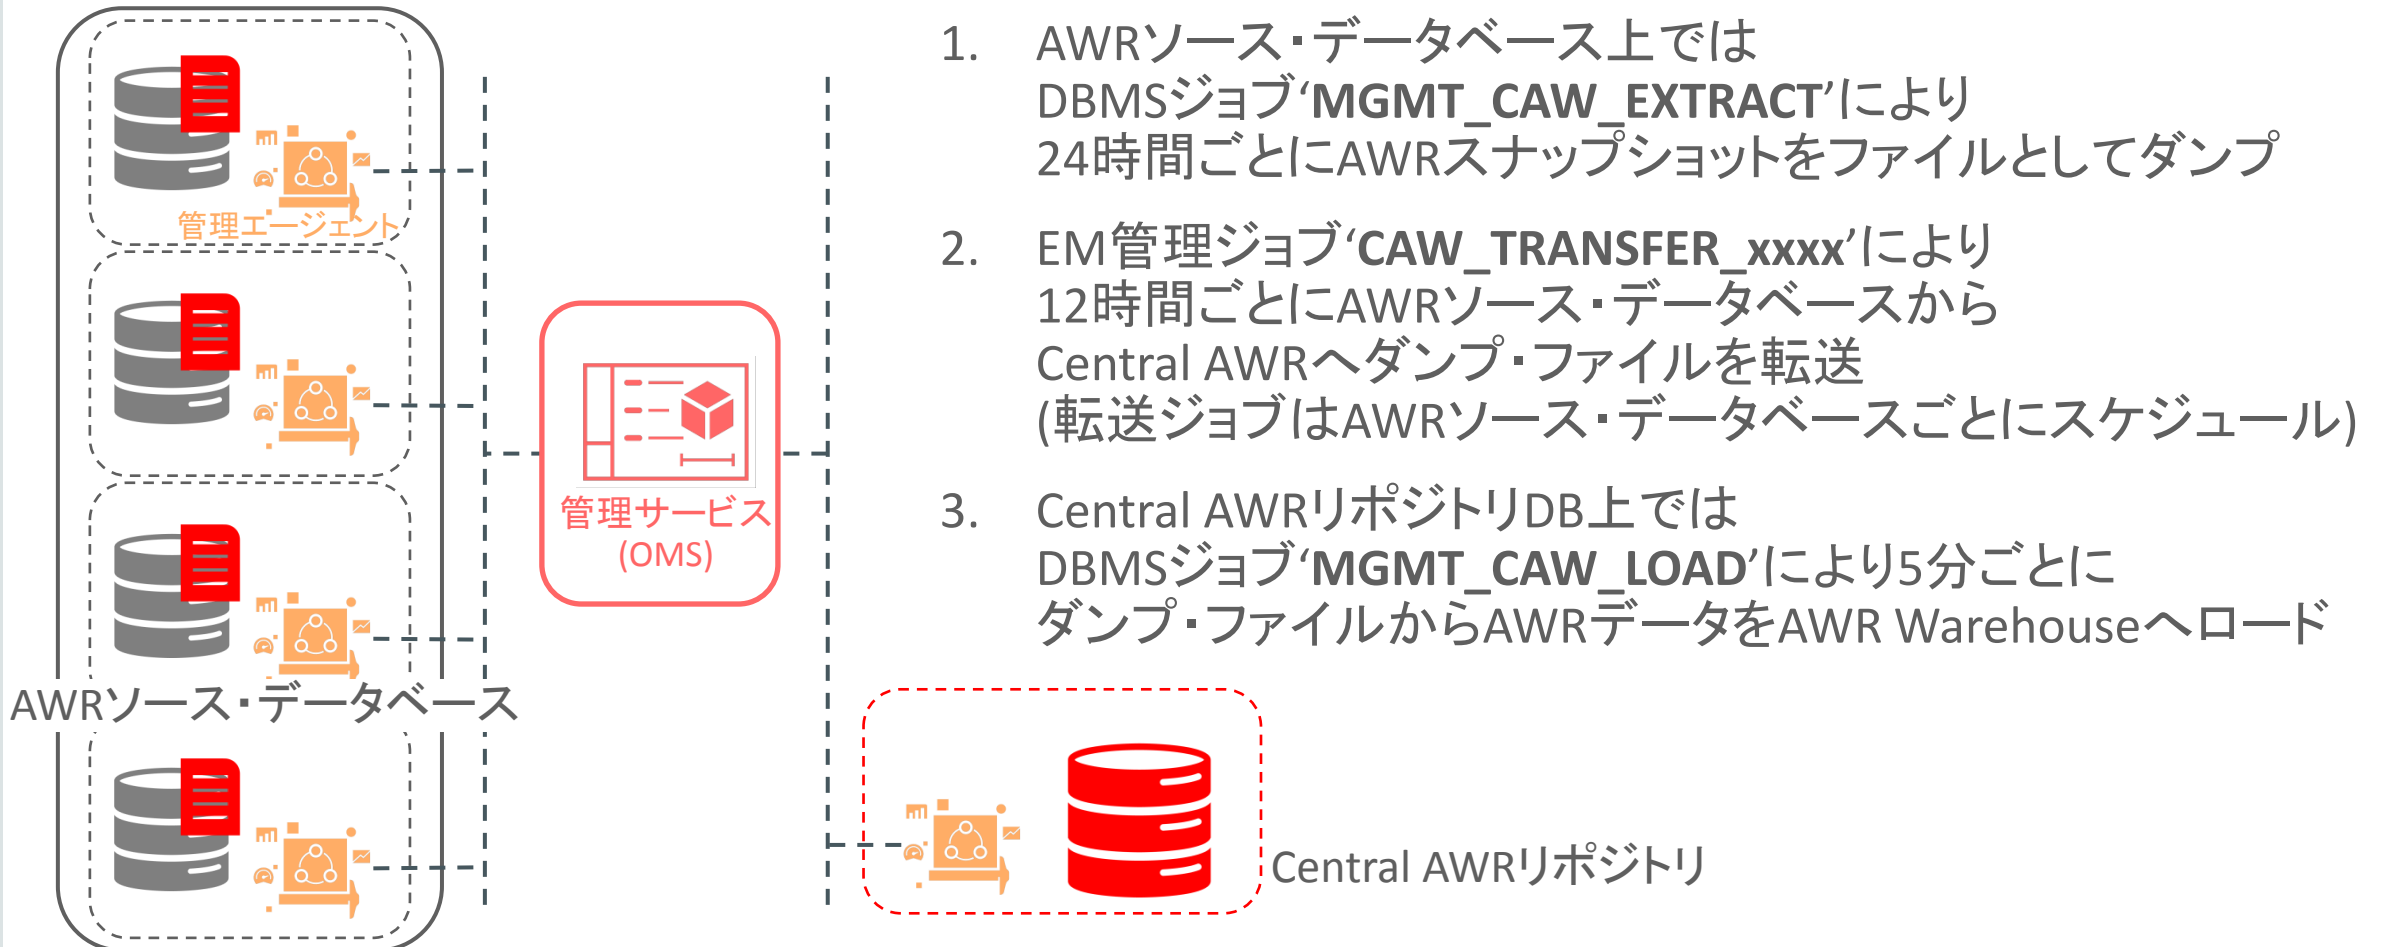 管理エージェント
AWRソース・データベース
管理サービス
(OMS)
1. AWRソース・データベース上では
DBMSジョブ‘MGMT_CAW_EXTRACT’により
24時間ごとにAWRスナップショットをファイルとしてダンプ
2. EM管理ジョブ‘CAW_TRANSFER_xxxx’により
12時間ごとにAWRソース・データベースから
Central AWRへダンプ・ファイルを転送
(転送ジョブはAWRソース・データベースごとにスケジュール)
3. Central AWRリポジトリDB上では
DBMSジョブ‘MGMT_CAW_LOAD’により5分ごとに
ダンプ・ファイルからAWRデータをAWR Warehouseへロード
Central AWRリポジトリ